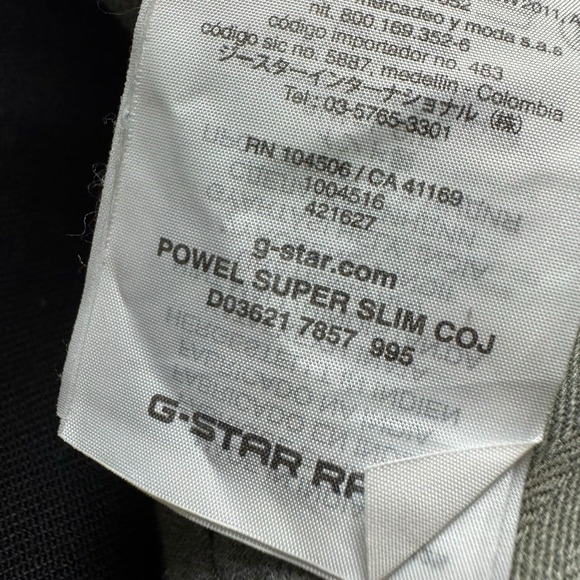 mercadeo y moda s.a.s
nit. 800.169.352-6
código importador no. 453
código sic no. 5887, medellin - Colombia
ジースターインターナショナル（株）
Tel.: 03-5765-3301
RN 104506 / CA 41169
1004516
421627
g-star.com
POWEL SUPER SLIM COJ
D03621 7857 995
G-STAR